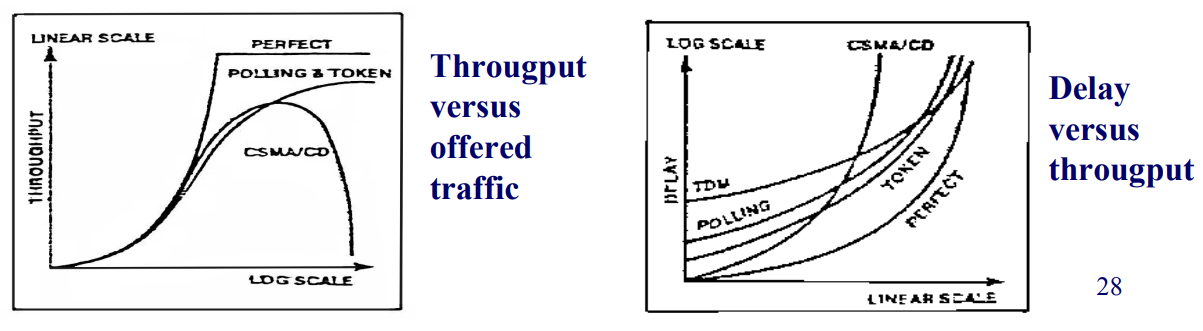 LINEAR SCALE
PERFECT
POLLING & TOKEN
CSMA/CD
THROUGHPUT
LOG SCALE
Througput
versus
offered
traffic
LOG SCALE
CSMA/CD
TDM
POLLING
TOKEN
PERFECT
DELAY
LINEAR SCALE
Delay
versus
througput
28